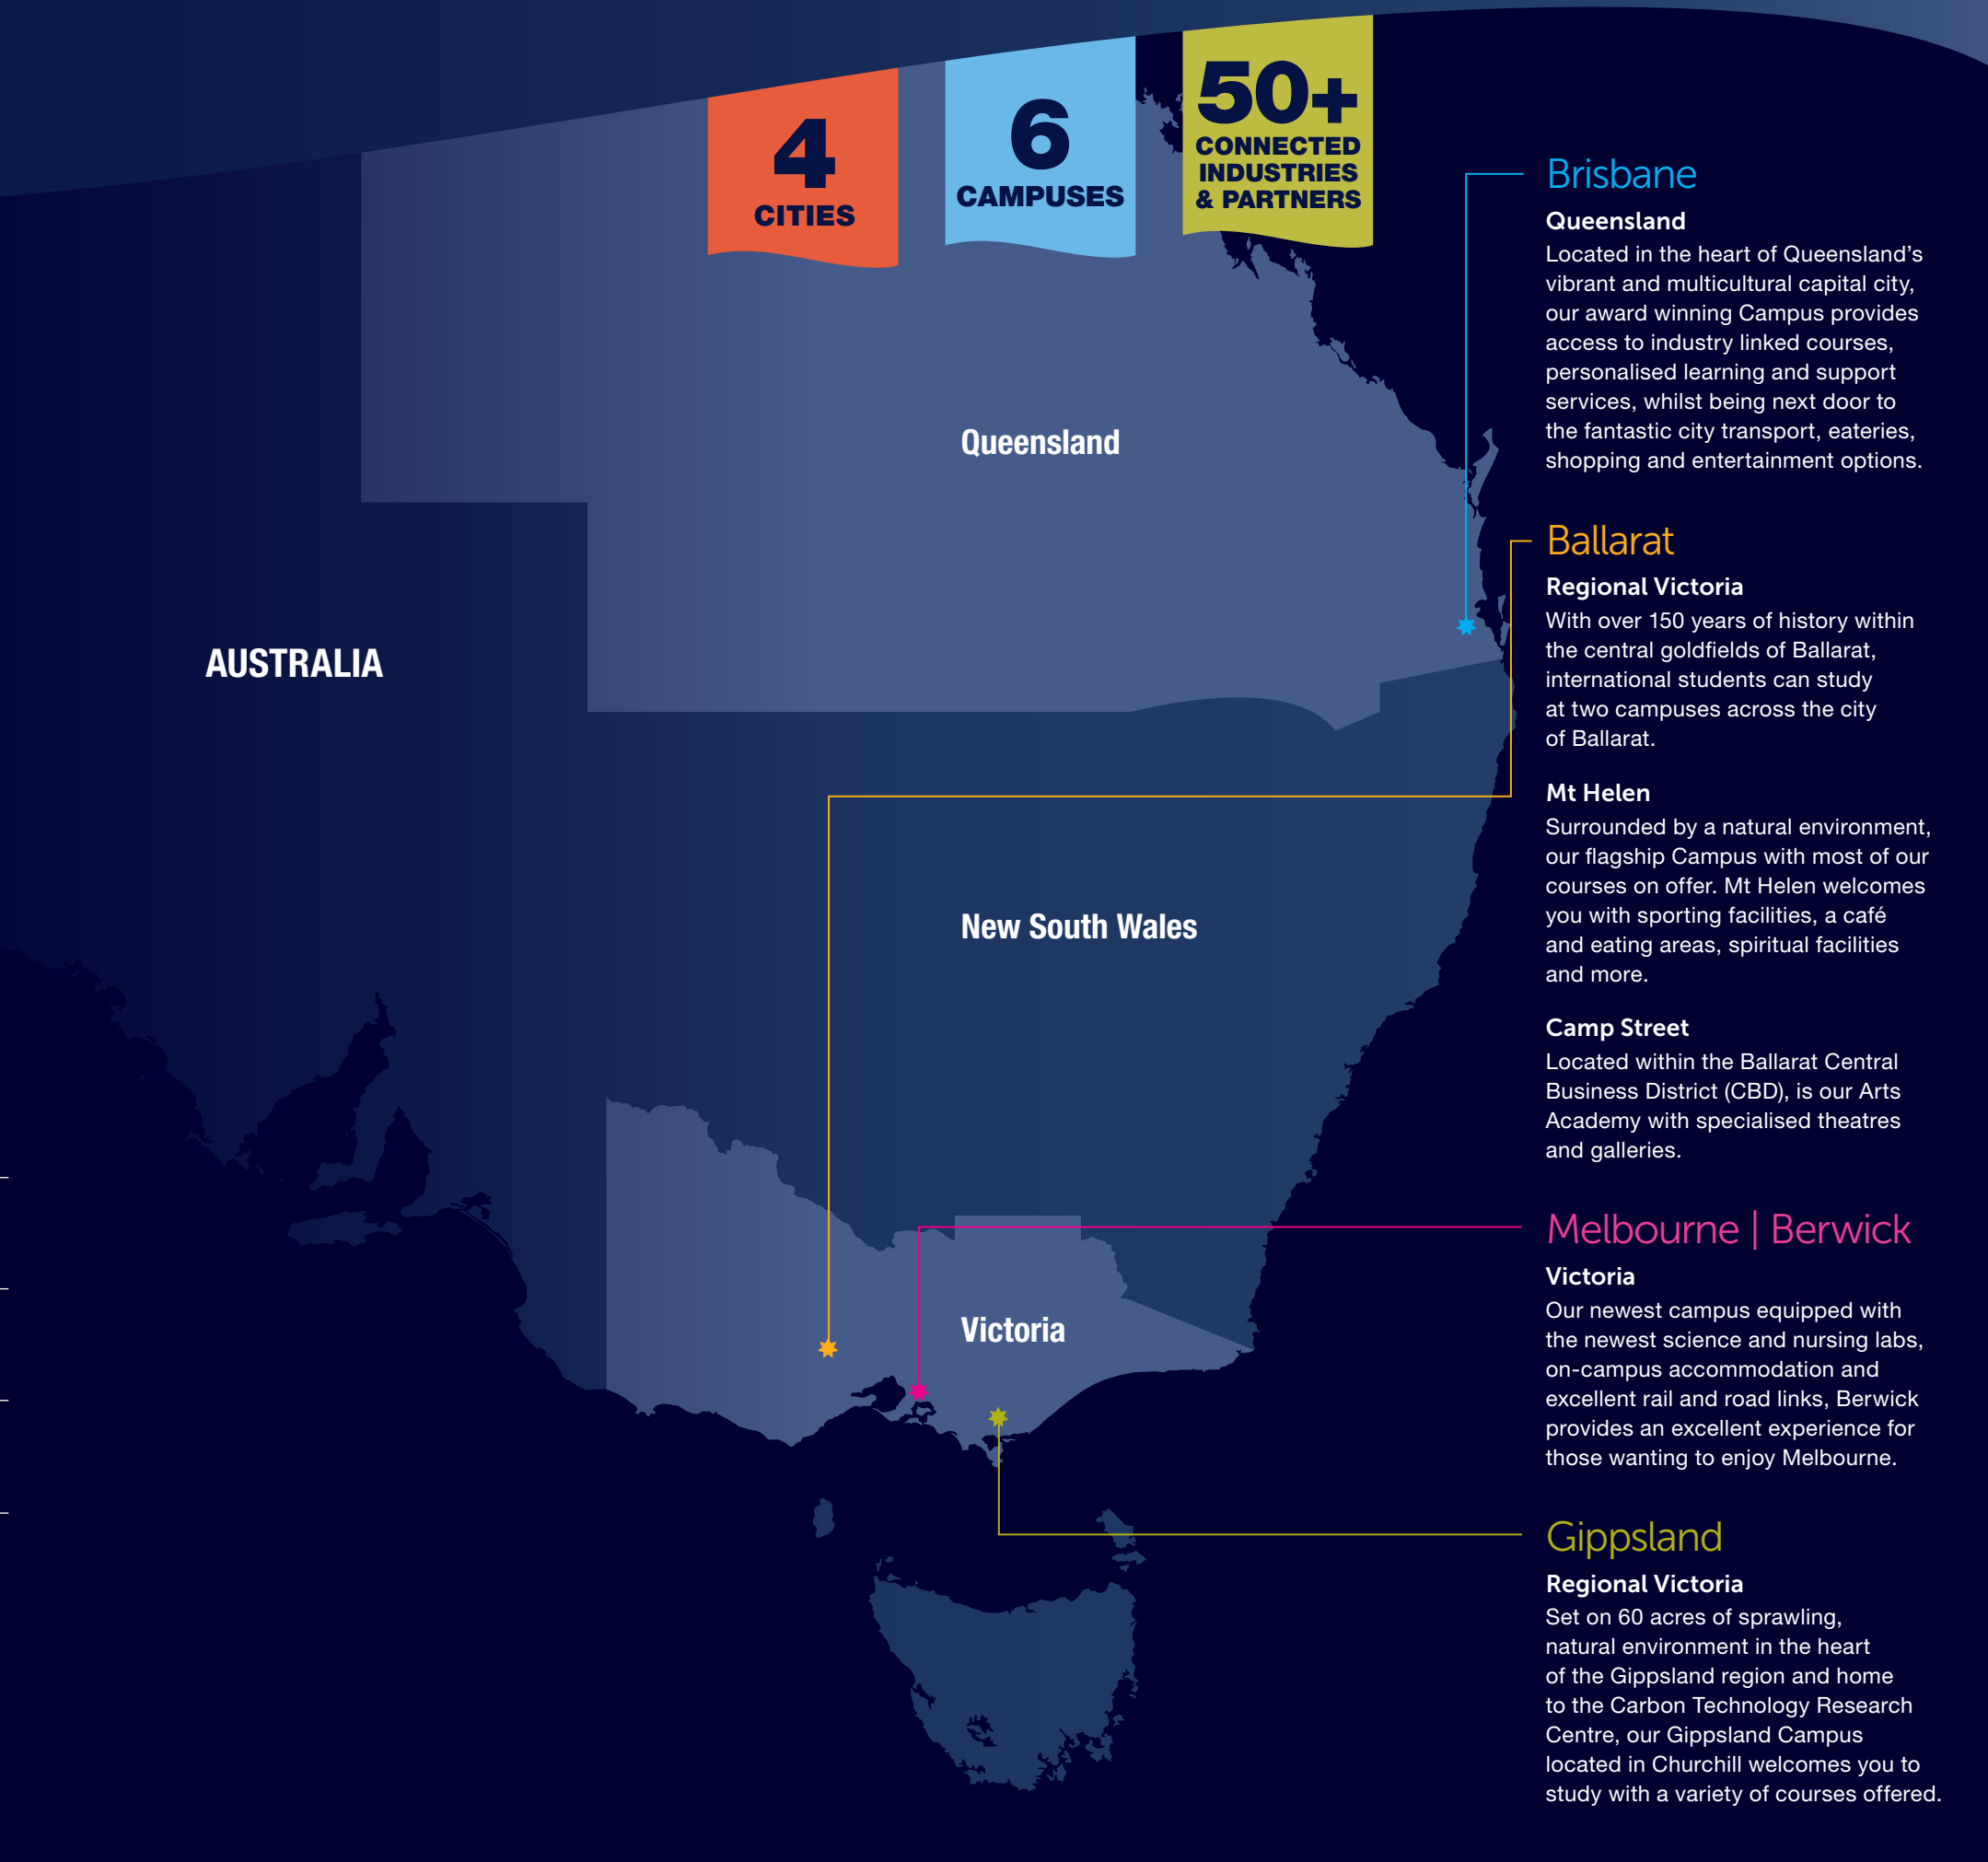 4
CITIES
6
CAMPUSES
50+
CONNECTED
INDUSTRIES
& PARTNERS
Queensland
AUSTRALIA
New South Wales
Victoria
Brisbane
Queensland
Located in the heart of Queensland’s
vibrant and multicultural capital city,
our award winning Campus provides
access to industry linked courses,
personalised learning and support
services, whilst being next door to
the fantastic city transport, eateries,
shopping and entertainment options.
Ballarat
Regional Victoria
With over 150 years of history within
the central goldfields of Ballarat,
international students can study
at two campuses across the city
of Ballarat.
Mt Helen
Surrounded by a natural environment,
our flagship Campus with most of our
courses on offer. Mt Helen welcomes
you with sporting facilities, a café
and eating areas, spiritual facilities
and more.
Camp Street
Located within the Ballarat Central
Business District (CBD), is our Arts
Academy with specialised theatres
and galleries.
Melbourne | Berwick
Victoria
Our newest campus equipped with
the newest science and nursing labs,
on-campus accommodation and
excellent rail and road links, Berwick
provides an excellent experience for
those wanting to enjoy Melbourne.
Gippsland
Regional Victoria
Set on 60 acres of sprawling,
natural environment in the heart
of the Gippsland region and home
to the Carbon Technology Research
Centre, our Gippsland Campus
located in Churchill welcomes you to
study with a variety of courses offered.